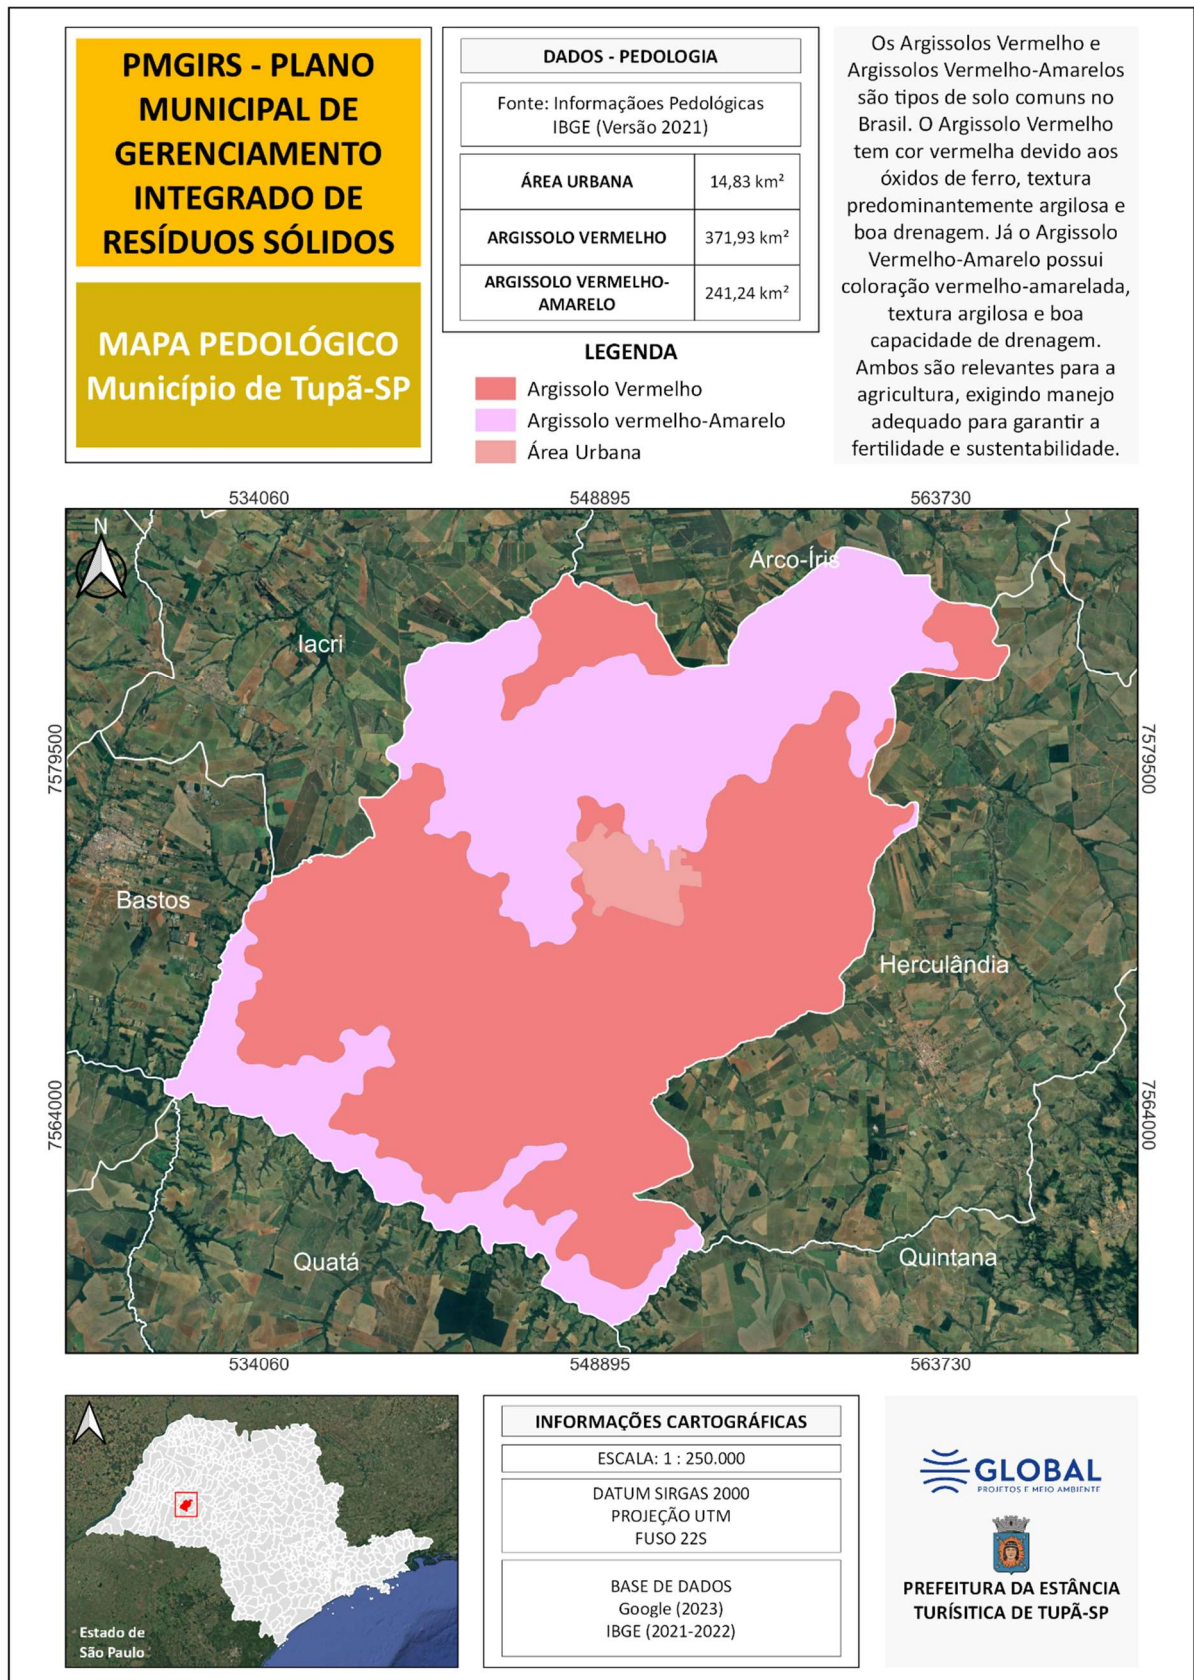 PMGIRS - PLANO
MUNICIPAL DE
GERENCIAMENTO
INTEGRADO DE
RESÍDUOS SÓLIDOS
MAPA PEDOLÓGICO
Município de Tupã-SP
DADOS - PEDOLOGIA
Fonte: Informaçãoes Pedológicas
IBGE (Versão 2021)
ÁREA URBANA 14,83 km²
ARGISSOLO VERMELHO 371,93 km²
ARGISSOLO VERMELHO-
AMARELO 241,24 km²
LEGENDA
Argissolo Vermelho
Argissolo vermelho-Amarelo
Área Urbana
Os Argissolos Vermelho e
Argissolos Vermelho-Amarelos
são tipos de solo comuns no
Brasil. O Argissolo Vermelho
tem cor vermelha devido aos
óxidos de ferro, textura
predominantemente argilosa e
boa drenagem. Já o Argissolo
Vermelho-Amarelo possui
coloração vermelho-amarelada,
textura argilosa e boa
capacidade de drenagem.
Ambos são relevantes para a
agricultura, exigindo manejo
adequado para garantir a
fertilidade e sustentabilidade.
534060 548895 563730
N
Arco-Íris
Iacri
7579500 7579500
Bastos
Herculândia
7564000 7564000
Quatá
Quintana
534060 548895 563730
Estado de
São Paulo
INFORMAÇÕES CARTOGRÁFICAS
ESCALA: 1 : 250.000
DATUM SIRGAS 2000
PROJEÇÃO UTM
FUSO 22S
BASE DE DADOS
Google (2023)
IBGE (2021-2022)
GLOBAL
PROJETOS E MEIO AMBIENTE
PREFEITURA DA ESTÂNCIA
TURÍSITICA DE TUPÃ-SP